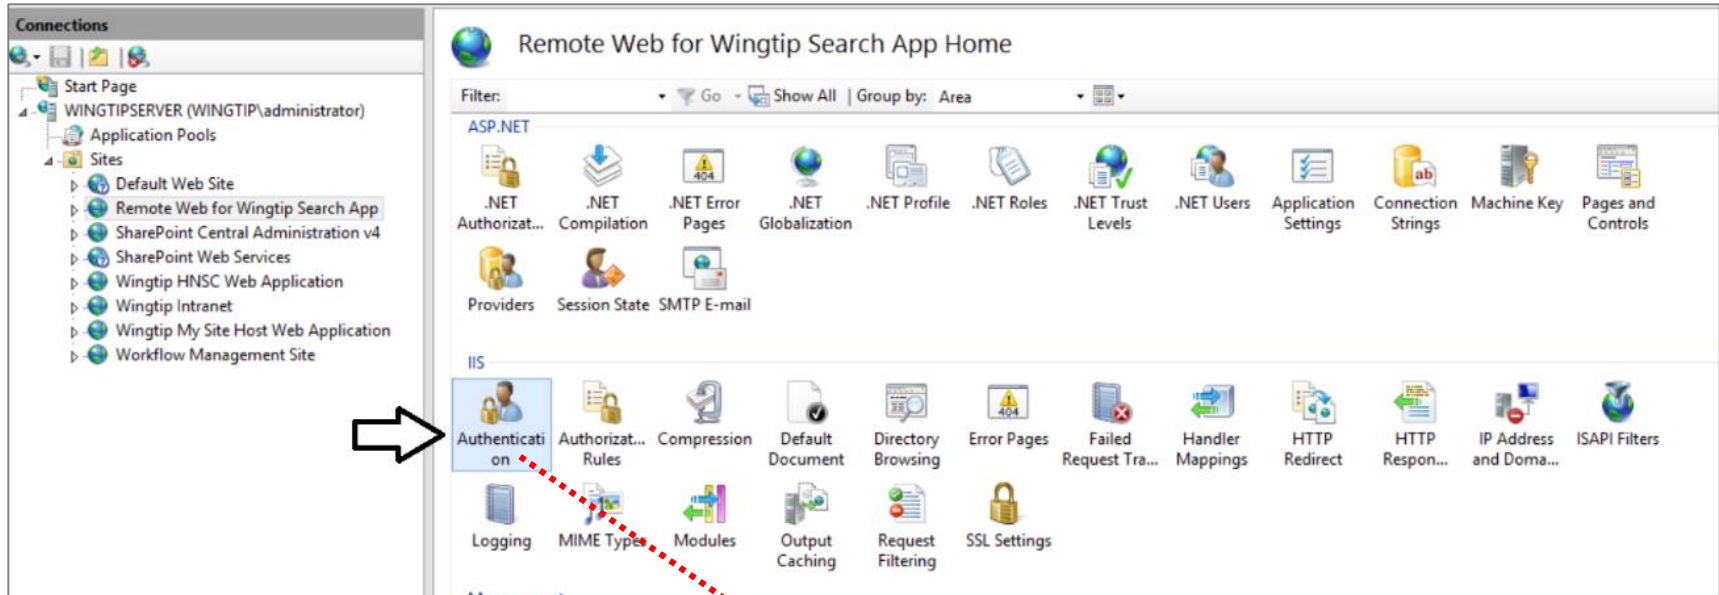 Connections
Start Page
WINGTIPSERVER (WINGTIP\administrator)
Application Pools
Sites
Default Web Site
Remote Web for Wingtip Search App
SharePoint Central Administration v4
SharePoint Web Services
Wingtip HNSC Web Application
Wingtip Intranet
Wingtip My Site Host Web Application
Workflow Management Site
Remote Web for Wingtip Search App Home
Filter: Go Show All Group by: Area
ASP.NET
.NET Authorizat...
.NET Compilation
.NET Error Pages
.NET Globalization
.NET Profile
.NET Roles
.NET Trust Levels
.NET Users
Application Settings
Connection Strings
Machine Key
Pages and Controls
Providers
Session State
SMTP E-mail
IIS
Authenticati on
Authorizat... Rules
Compression
Default Document
Directory Browsing
Error Pages
Failed Request Tra...
Handler Mappings
HTTP Redirect
HTTP Respon...
IP Address and Doma...
ISAPI Filters
Logging
MIME Types
Modules
Output Caching
Request Filtering
SSL Settings